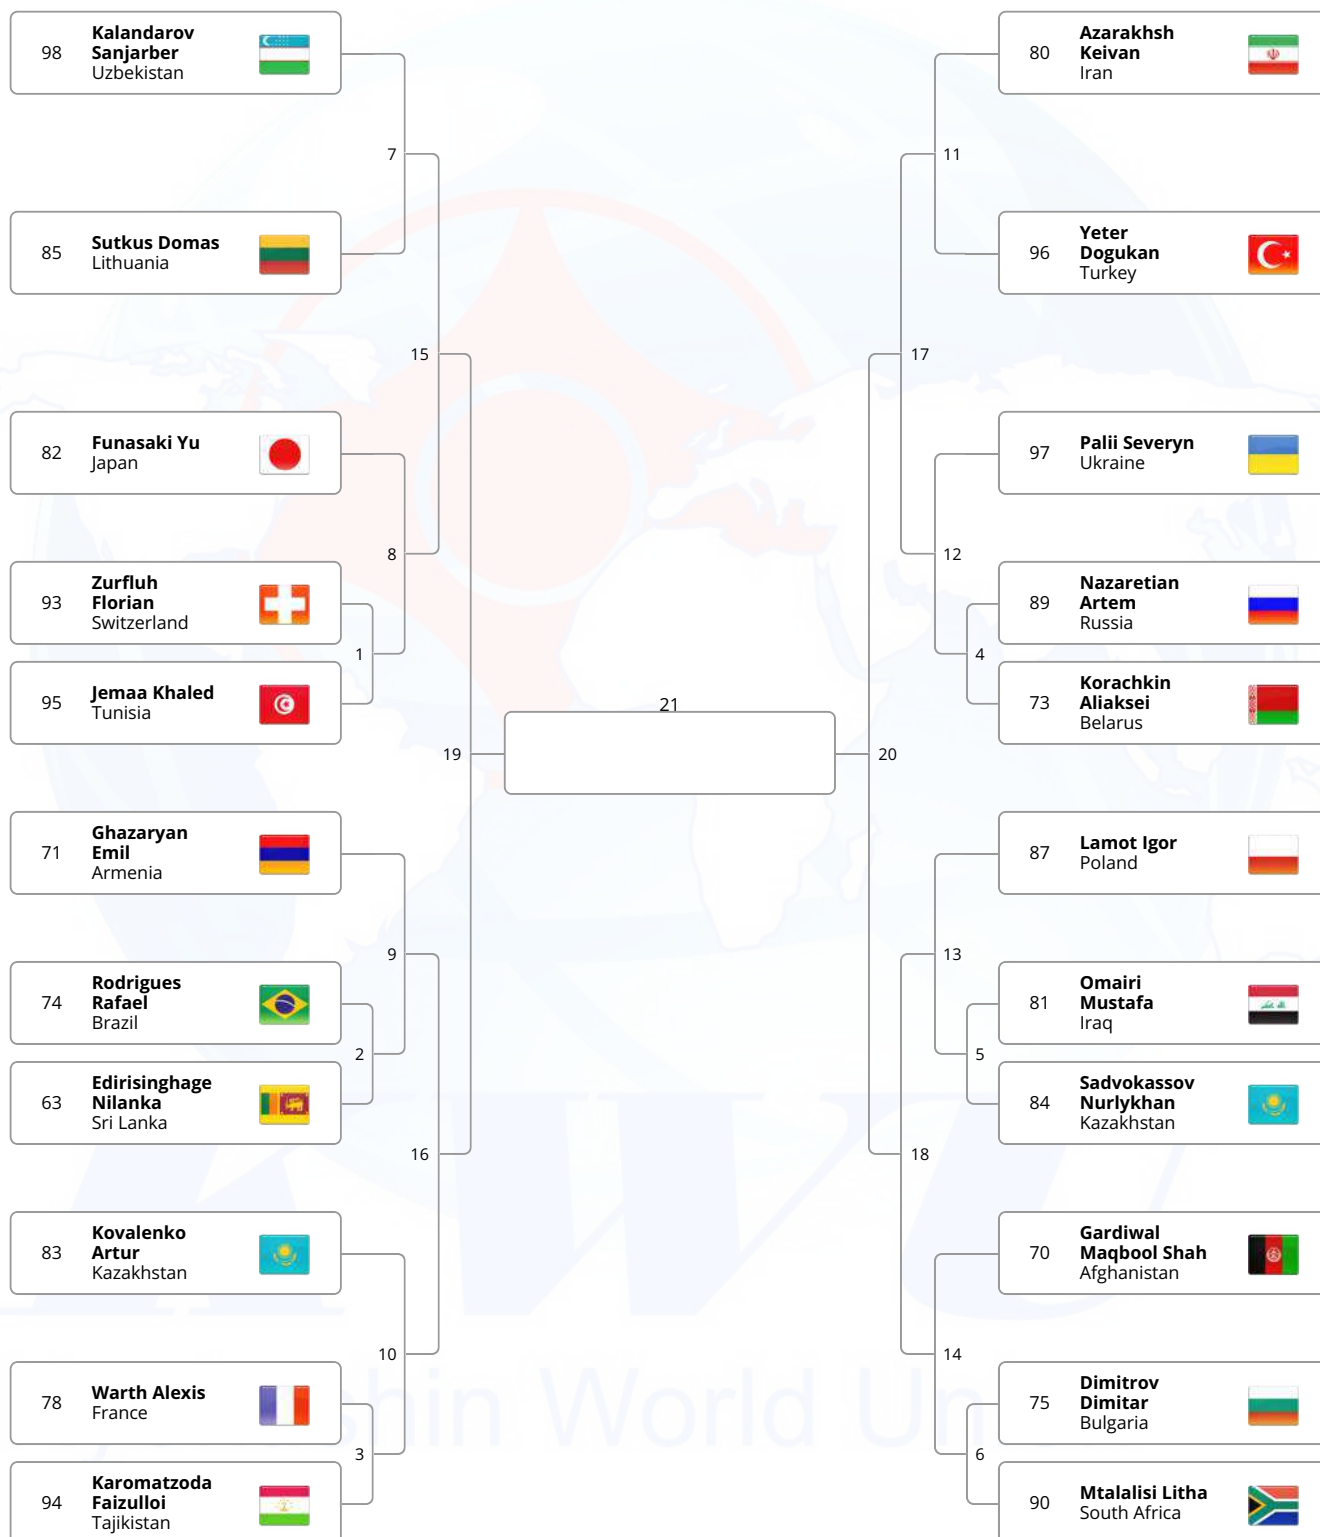 98
Kalandarov
Sanjarber
Uzbekistan
7
85
Sutkus Domas
Lithuania
15
82
Funasaki Yu
Japan
8
93
Zurfluh
Florian
Switzerland
1
95
Jemaa Khaled
Tunisia
19
71
Ghazaryan
Emil
Armenia
9
74
Rodrigues
Rafael
Brazil
2
63
Edirisinghage
Nilanka
Sri Lanka
16
83
Kovalenko
Artur
Kazakhstan
10
78
Warth Alexis
France
3
94
Karomatzoda
Faizulloi
Tajikistan
21
80
Azarakhsh
Keivan
Iran
11
96
Yeter
Dogukan
Turkey
17
97
Palii Severyn
Ukraine
12
89
Nazaretian
Artem
Russia
4
73
Korachkin
Aliaksei
Belarus
20
87
Lamot Igor
Poland
13
81
Omairi
Mustafa
Iraq
5
84
Sadvokassov
Nurlykhan
Kazakhstan
18
70
Gardiwal
Maqbool Shah
Afghanistan
14
75
Dimitrov
Dimitar
Bulgaria
6
90
Mtalalisi Litha
South Africa
KWU
World